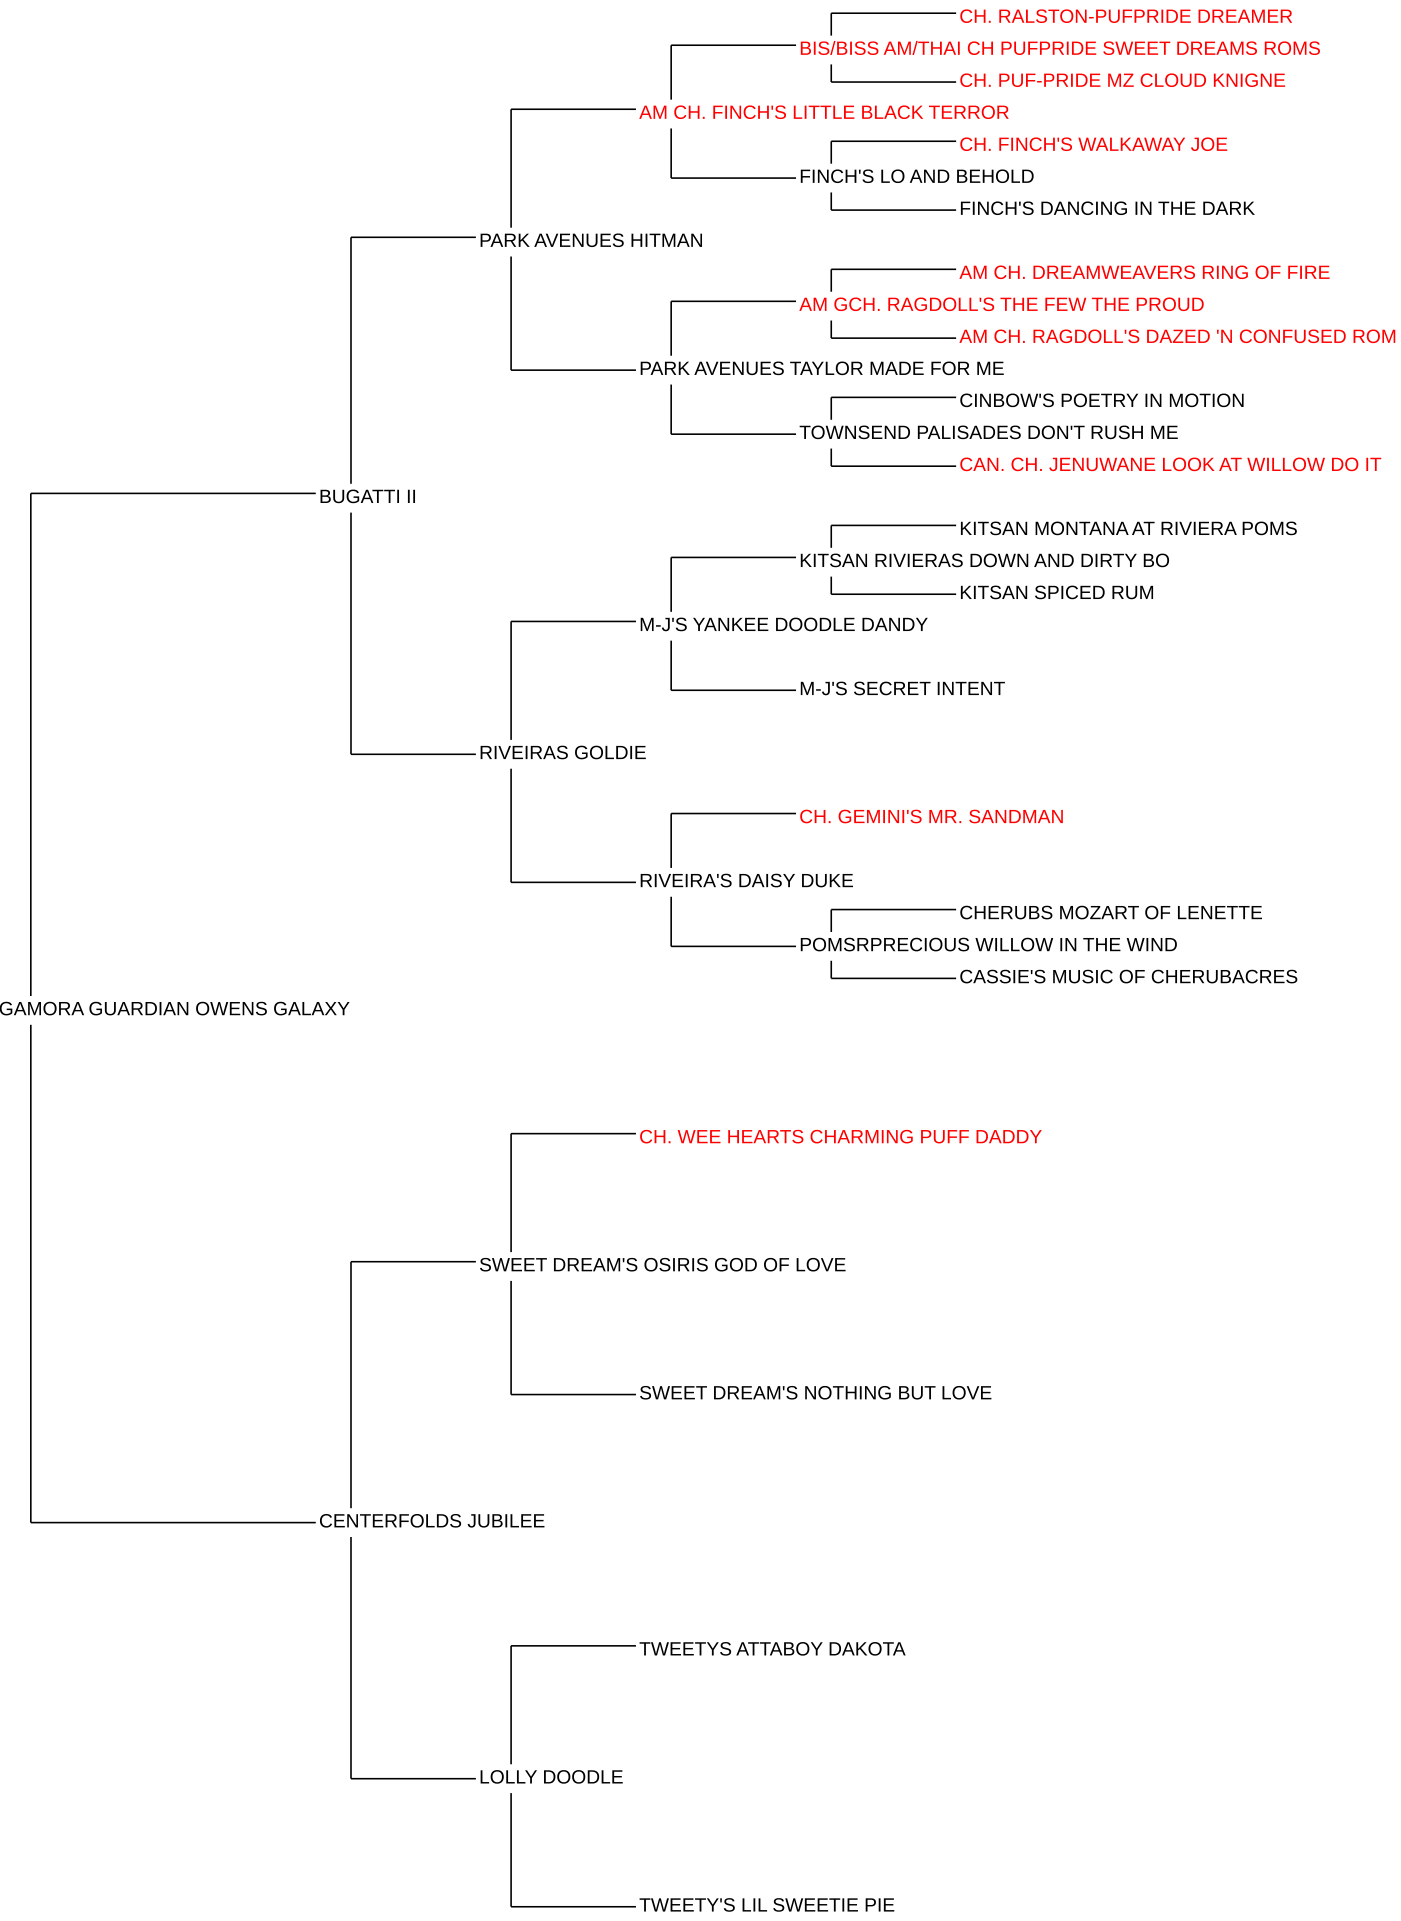 CH. RALSTON-PUFPRIDE DREAMER
BIS/BISS AM/THAI CH PUFPRIDE SWEET DREAMS ROMS
CH. PUF-PRIDE MZ CLOUD KNIGNE
AM CH. FINCH'S LITTLE BLACK TERROR
CH. FINCH'S WALKAWAY JOE
FINCH'S LO AND BEHOLD
FINCH'S DANCING IN THE DARK
PARK AVENUES HITMAN
AM CH. DREAMWEAVERS RING OF FIRE
AM GCH. RAGDOLL'S THE FEW THE PROUD
AM CH. RAGDOLL'S DAZED 'N CONFUSED ROM
PARK AVENUES TAYLOR MADE FOR ME
CINBOW'S POETRY IN MOTION
TOWNSEND PALISADES DON'T RUSH ME
CAN. CH. JENUWANE LOOK AT WILLOW DO IT
BUGATTI II
KITSAN MONTANA AT RIVIERA POMS
KITSAN RIVIERAS DOWN AND DIRTY BO
KITSAN SPICED RUM
M-J'S YANKEE DOODLE DANDY
M-J'S SECRET INTENT
RIVEIRAS GOLDIE
CH. GEMINI'S MR. SANDMAN
RIVEIRA'S DAISY DUKE
CHERUBS MOZART OF LENETTE
POMSRPRECIOUS WILLOW IN THE WIND
CASSIE'S MUSIC OF CHERUBACRES
GAMORA GUARDIAN OWENS GALAXY
CH. WEE HEARTS CHARMING PUFF DADDY
SWEET DREAM'S OSIRIS GOD OF LOVE
SWEET DREAM'S NOTHING BUT LOVE
CENTERFOLDS JUBILEE
TWEETYS ATTABOY DAKOTA
LOLLY DOODLE
TWEETY'S LIL SWEETIE PIE